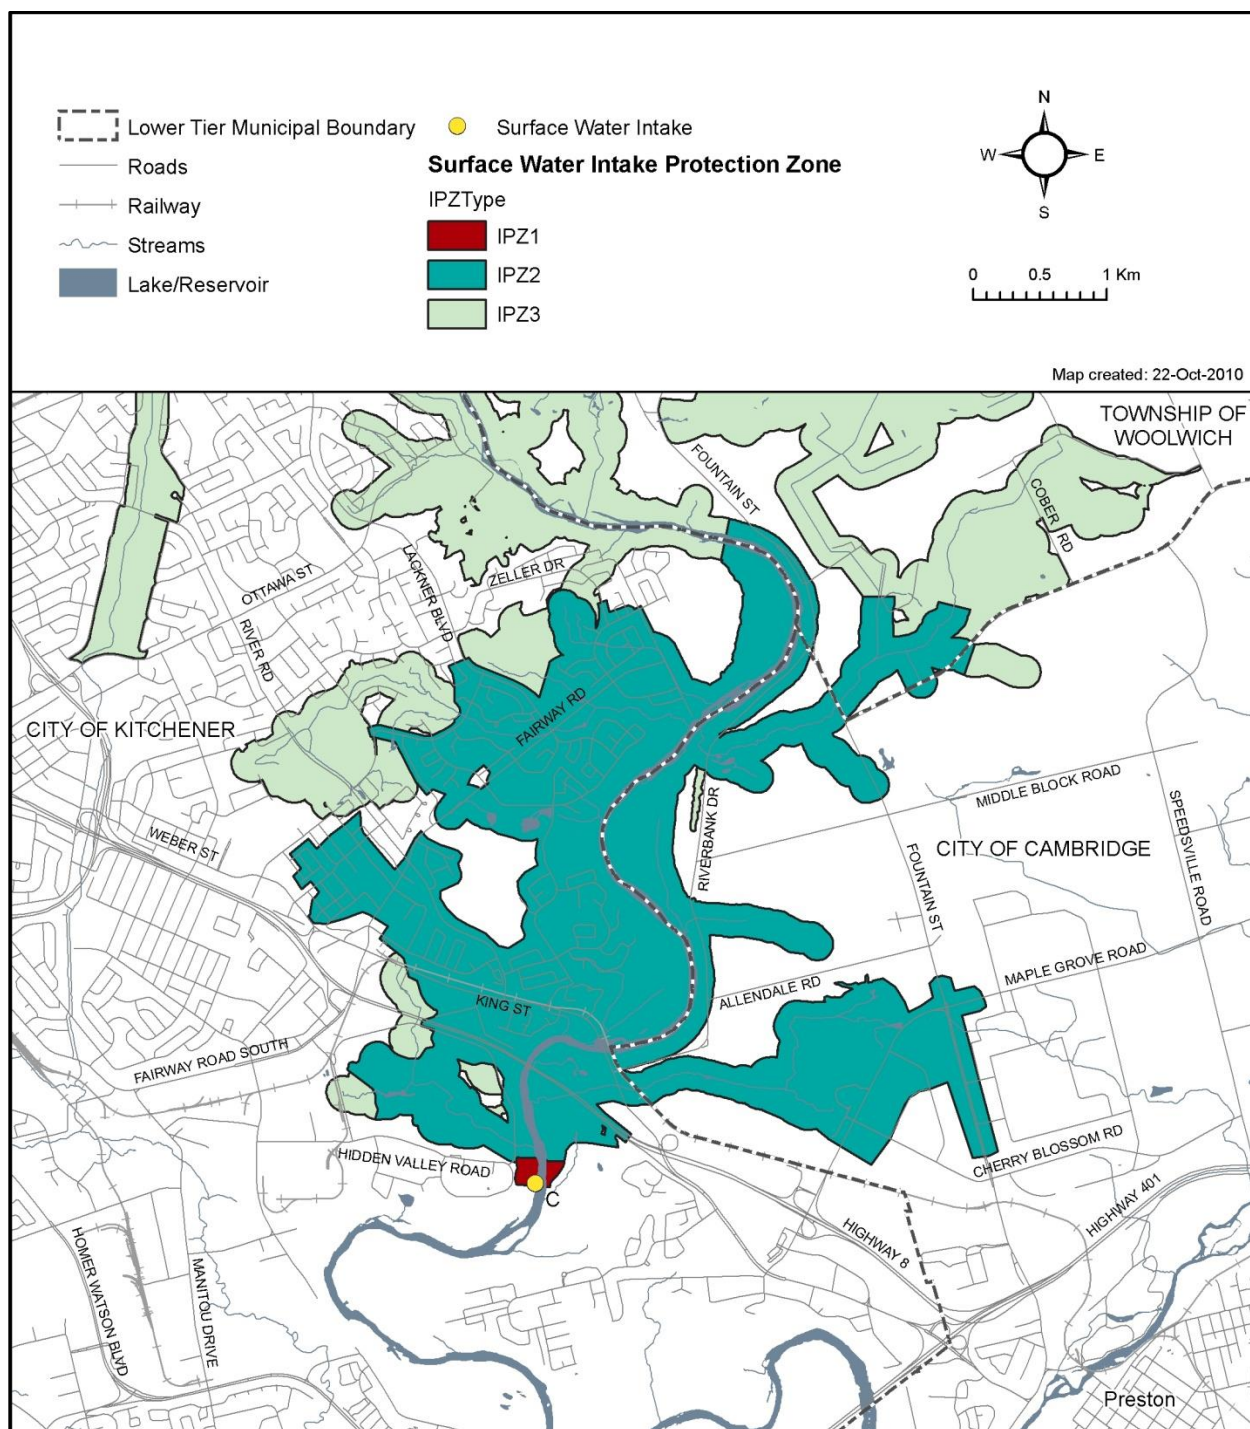 Lower Tier Municipal Boundary
Roads
Railway
Streams
Lake/Reservoir
Surface Water Intake
Surface Water Intake Protection Zone
IPZType
IPZ1
IPZ2
IPZ3
N
W E
S
0 0.5 1 Km
Map created: 22-Oct-2010
TOWNSHIP OF
WOOLWICH
FOUNTAIN ST
COBER RD
LACKNER BLVD
ZELLER DR
OTTAWA ST
RIVER RD
CITY OF KITCHENER
FAIRWAY RD
MIDDLE BLOCK ROAD
RIVERBANK DR
WEBER ST
CITY OF CAMBRIDGE
SPEEDSVILLE ROAD
FOUNTAIN ST
MAPLE GROVE ROAD
ALLENDALE RD
KING ST
FAIRWAY ROAD SOUTH
CHERRY BLOSSOM RD
HIDDEN VALLEY ROAD
C
HIGHWAY 401
HIGHWAY 8
HOMER WATSON BLVD
MANITOU DRIVE
Preston